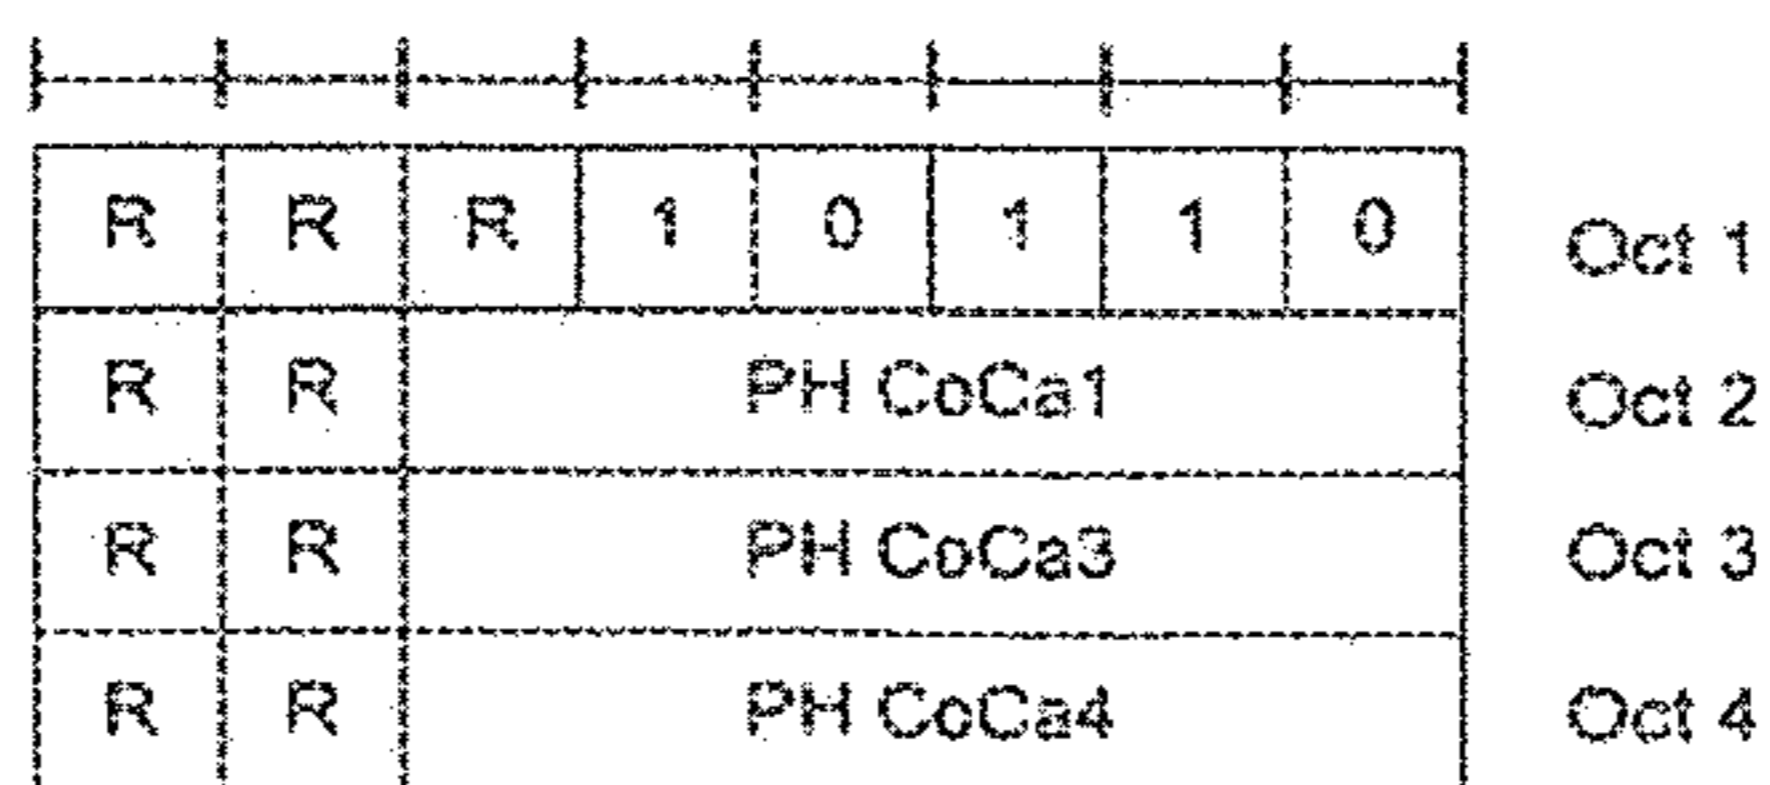 R R R 1 0 1 1 0 Oct 1
R R PH CoCa1 Oct 2
R R PH CoCa3 Oct 3
R R PH CoCa4 Oct 4